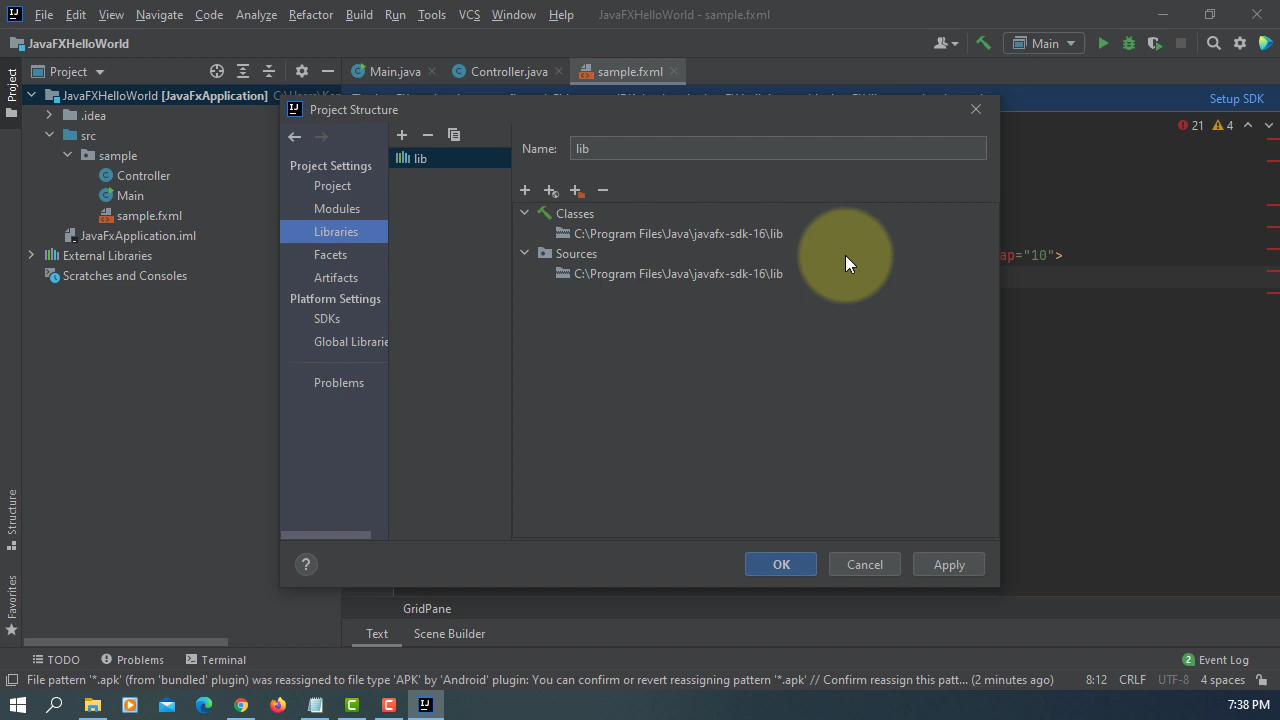 File Edit View Navigate Code Analyze Refactor Build Run Tools VCS Window Help JavaFXHelloWorld - sample.fxml
JavaFXHelloWorld Main
Project Main.java Controller.java sample.fxml
Project
JavaFXHelloWorld [JavaFxApplication]
Setup SDK
.idea
src
sample
Controller
Main
sample.fxml
JavaFxApplication.iml
External Libraries
Scratches and Consoles
21 4
ap="10">
Project Structure
Project Settings
Project
Modules
Libraries
Facets
Artifacts
Platform Settings
SDKs
Global Librarie
Problems
lib
Name: lib
Classes
C:\Program Files\Java\javafx-sdk-16\lib
Sources
C:\Program Files\Java\javafx-sdk-16\lib
? OK Cancel Apply
Structure
Favorites
GridPane
Text Scene Builder
TODO Problems Terminal 2 Event Log
File pattern '*.apk' (from 'bundled' plugin) was reassigned to file type 'APK' by 'Android' plugin: You can confirm or revert reassigning pattern '*.apk' // Confirm reassign this patt... (2 minutes ago) 8:12 CRLF UTF-8 4 spaces
7:38 PM